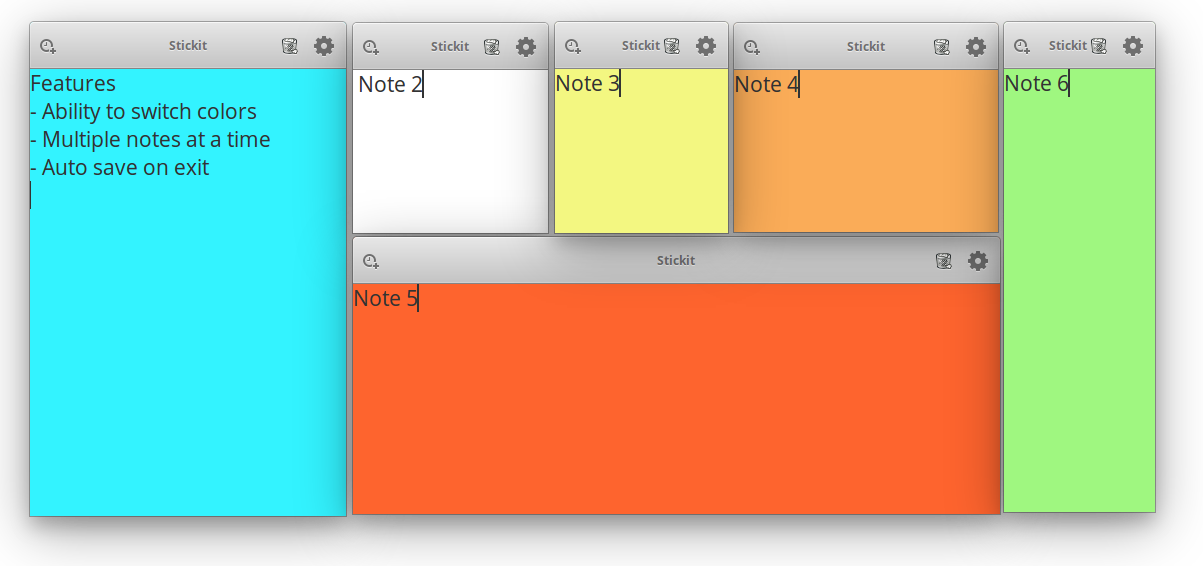 Stickit
Features
- Ability to switch colors
- Multiple notes at a time
- Auto save on exit
Stickit
Note 2
Stickit
Note 3
Stickit
Note 4
Stickit
Note 5
Stickit
Note 6